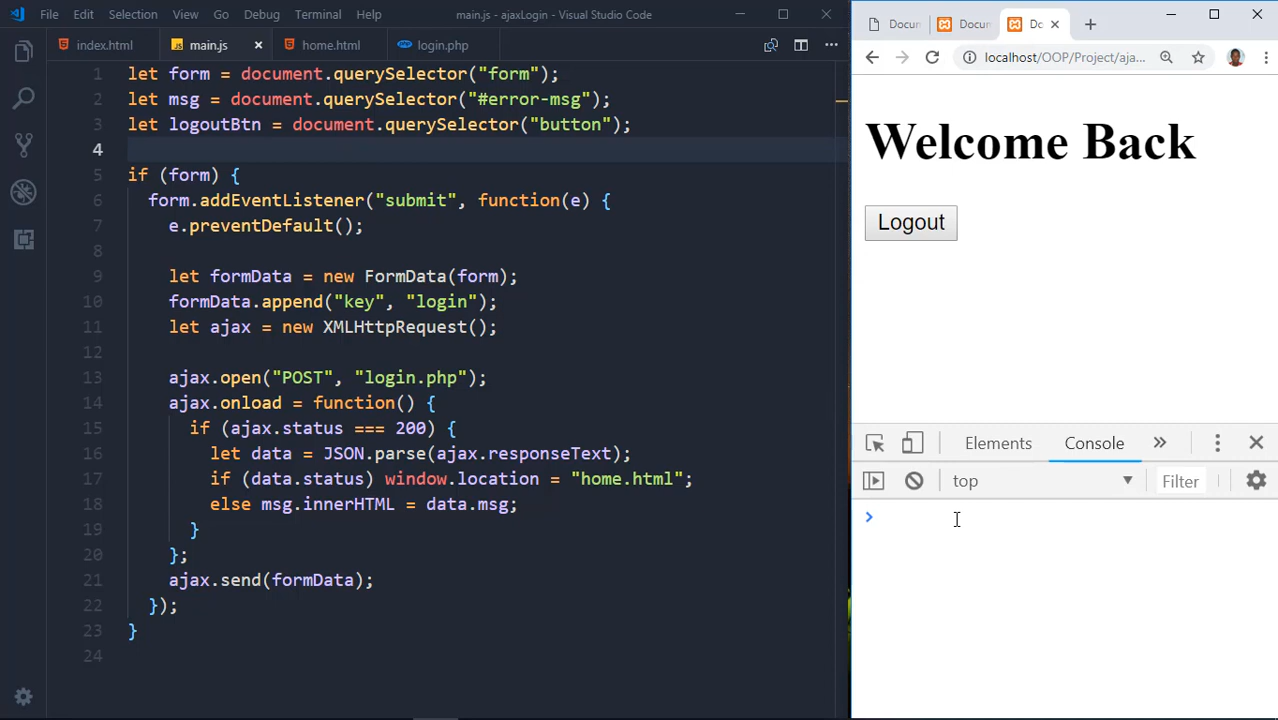 File Edit Selection View Go Debug Terminal Help
main.js - ajaxLogin - Visual Studio Code
index.html
main.js
home.html
login.php
1 let form = document.querySelector("form");
2 let msg = document.querySelector("#error-msg");
3 let logoutBtn = document.querySelector("button");
4
5 if (form) {
6 form.addEventListener("submit", function(e) {
7 e.preventDefault();
8
9 let formData = new FormData(form);
10 formData.append("key", "login");
11 let ajax = new XMLHttpRequest();
12
13 ajax.open("POST", "login.php");
14 ajax.onload = function() {
15 if (ajax.status === 200) {
16 let data = JSON.parse(ajax.responseText);
17 if (data.status) window.location = "home.html";
18 else msg.innerHTML = data.msg;
19 }
20 };
21 ajax.send(formData);
22 });
23 }
24
Docum
Docum
Do
localhost/OOP/Project/aja...
Welcome Back
Logout
Elements Console
top
Filter